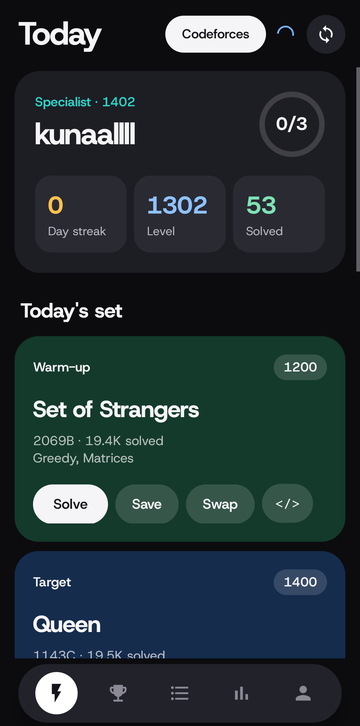 Today
Codeforces
Specialist · 1402
kunaallll
0/3
0
Day streak
1302
Level
53
Solved
Today's set
Warm-up
1200
Set of Strangers
2069B · 19.4K solved
Greedy, Matrices
Solve
Save
Swap
</>
Target
1400
Queen
1143C · 19.5K solved